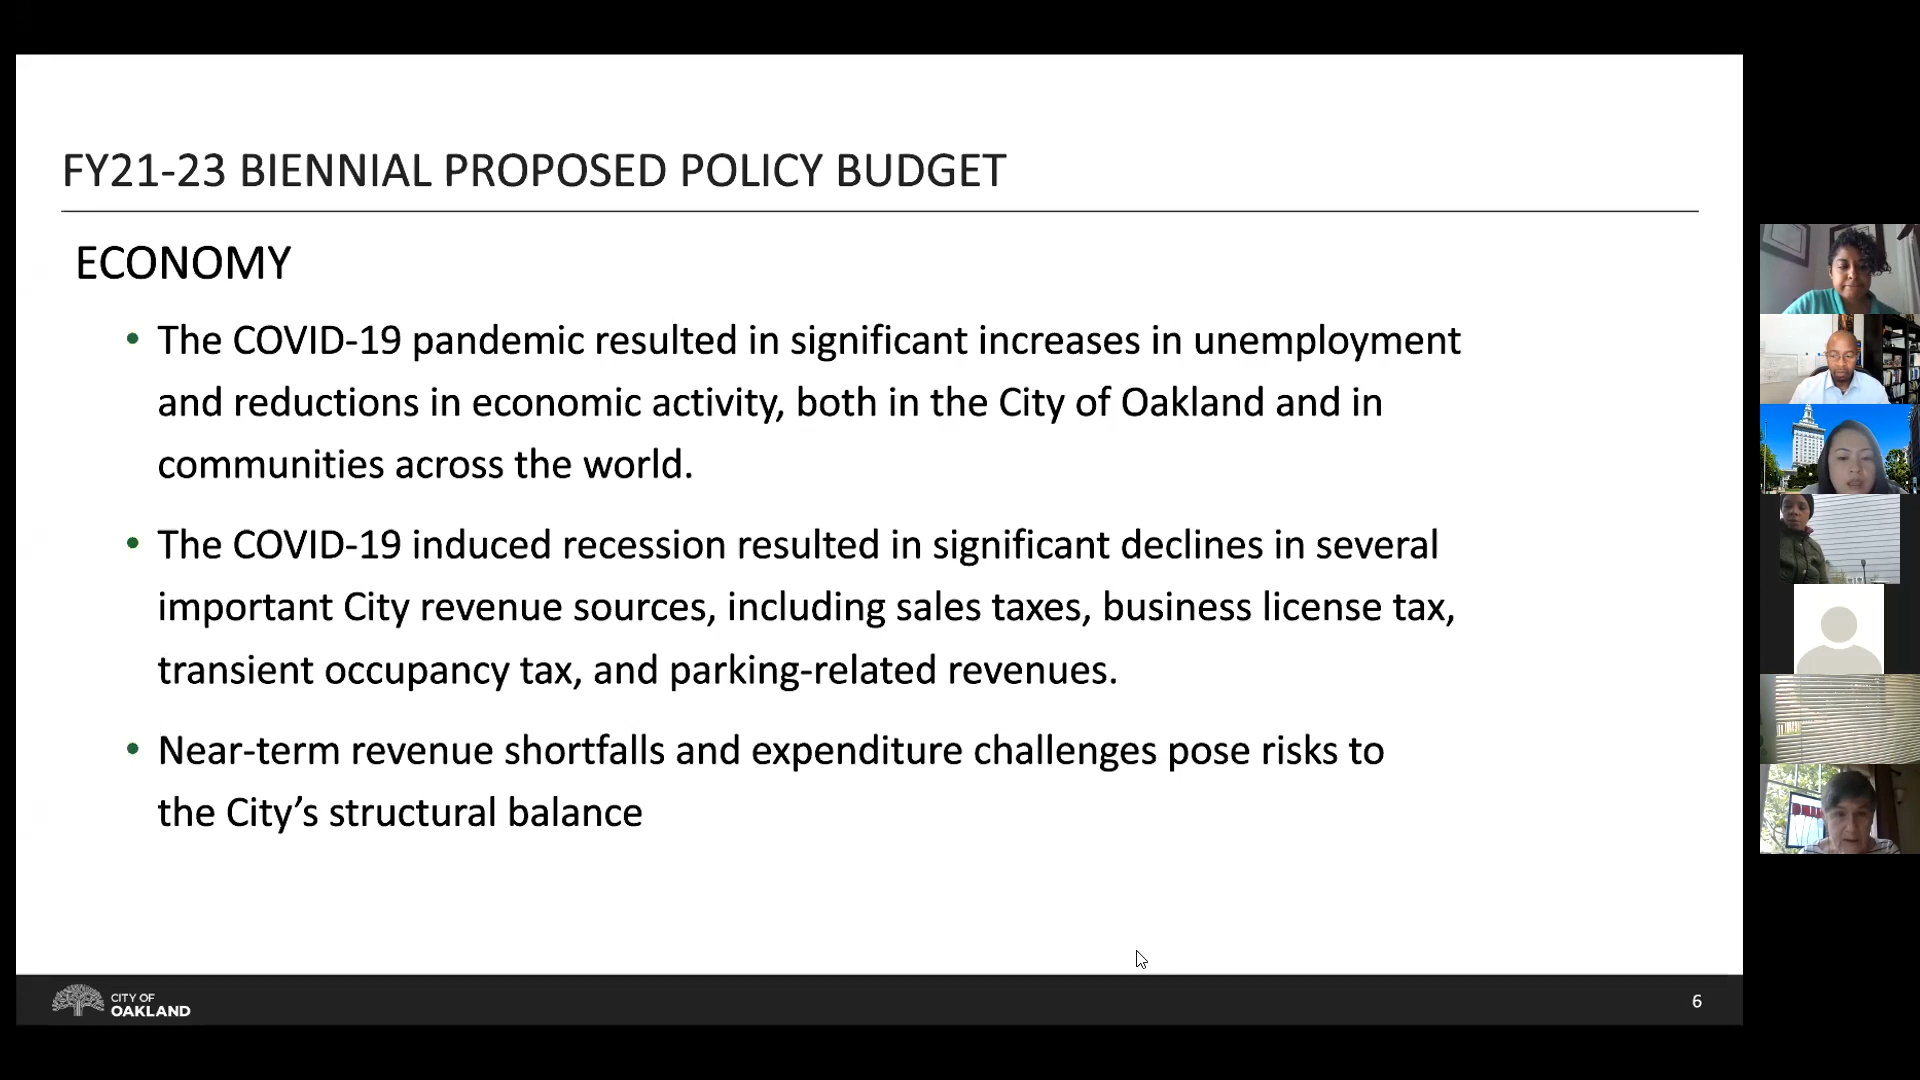 FY21-23 BIENNIAL PROPOSED POLICY BUDGET
ECONOMY
• The COVID-19 pandemic resulted in significant increases in unemployment
and reductions in economic activity, both in the City of Oakland and in
communities across the world.
• The COVID-19 induced recession resulted in significant declines in several
important City revenue sources, including sales taxes, business license tax,
transient occupancy tax, and parking-related revenues.
• Near-term revenue shortfalls and expenditure challenges pose risks to
the City’s structural balance
CITY OF
OAKLAND
6